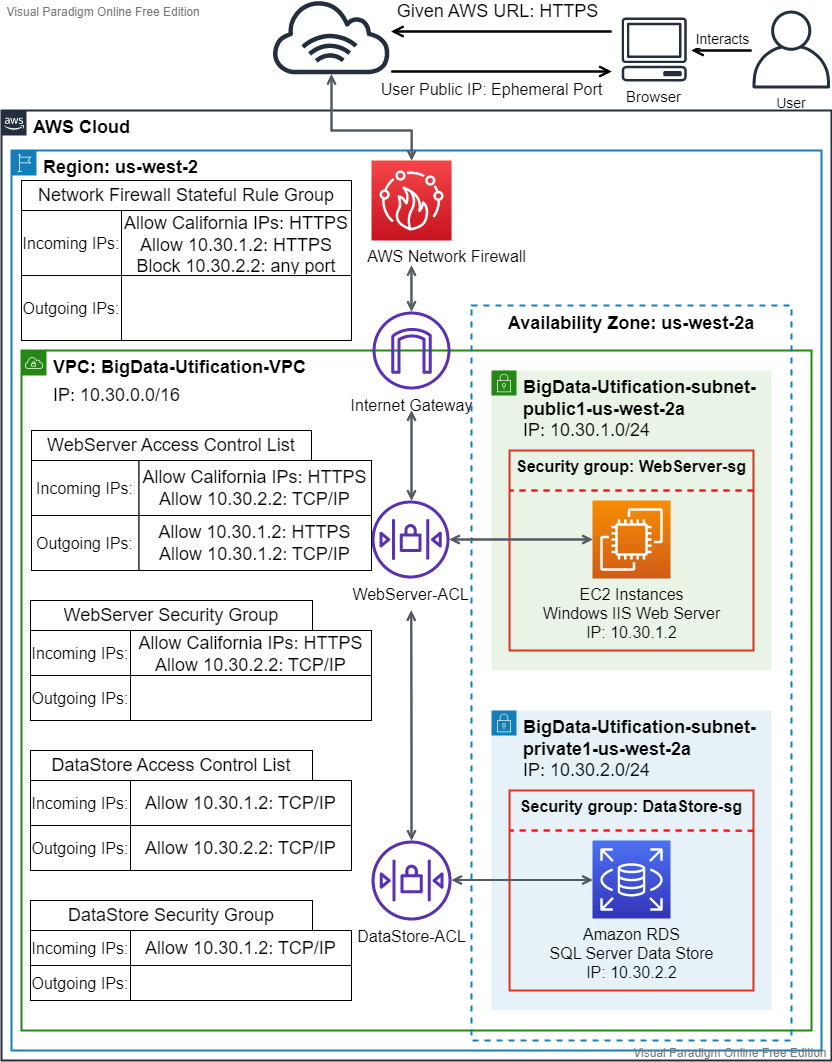 Visual Paradigm Online Free Edition
Given AWS URL: HTTPS
Interacts
User Public IP: Ephemeral Port
Browser
User
aws
AWS Cloud
Region: us-west-2
Network Firewall Stateful Rule Group
Incoming IPs:
Allow California IPs: HTTPS
Allow 10.30.1.2: HTTPS
Block 10.30.2.2: any port
Outgoing IPs:
AWS Network Firewall
Availability Zone: us-west-2a
VPC: BigData-Utification-VPC
IP: 10.30.0.0/16
Internet Gateway
BigData-Utification-subnet-
public1-us-west-2a
IP: 10.30.1.0/24
WebServer Access Control List
Incoming IPs:
Allow California IPs: HTTPS
Allow 10.30.2.2: TCP/IP
Outgoing IPs:
Allow 10.30.1.2: HTTPS
Allow 10.30.1.2: TCP/IP
WebServer-ACL
Security group: WebServer-sg
EC2 Instances
Windows IIS Web Server
IP: 10.30.1.2
WebServer Security Group
Incoming IPs:
Allow California IPs: HTTPS
Allow 10.30.2.2: TCP/IP
Outgoing IPs:
BigData-Utification-subnet-
private1-us-west-2a
IP: 10.30.2.0/24
DataStore Access Control List
Incoming IPs:
Allow 10.30.1.2: TCP/IP
Outgoing IPs:
Allow 10.30.2.2: TCP/IP
Security group: DataStore-sg
DataStore-ACL
Amazon RDS
SQL Server Data Store
IP: 10.30.2.2
DataStore Security Group
Incoming IPs:
Allow 10.30.1.2: TCP/IP
Outgoing IPs:
Visual Paradigm Online Free Edition